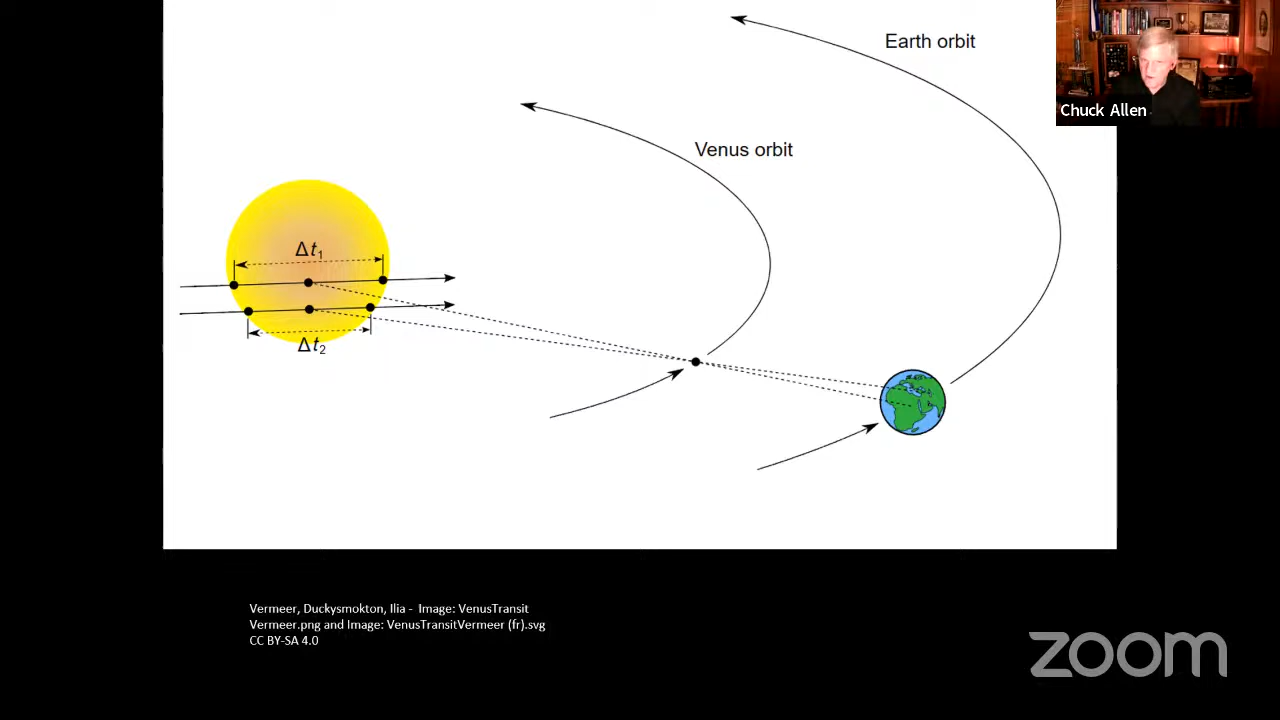 Earth orbit
Chuck Allen
Venus orbit
Δt₁
Δt₂
Vermeer, Duckysmokton, Ilia - Image: VenusTransit
Vermeer.png and Image: VenusTransitVermeer (fr).svg
CC BY-SA 4.0
zoom